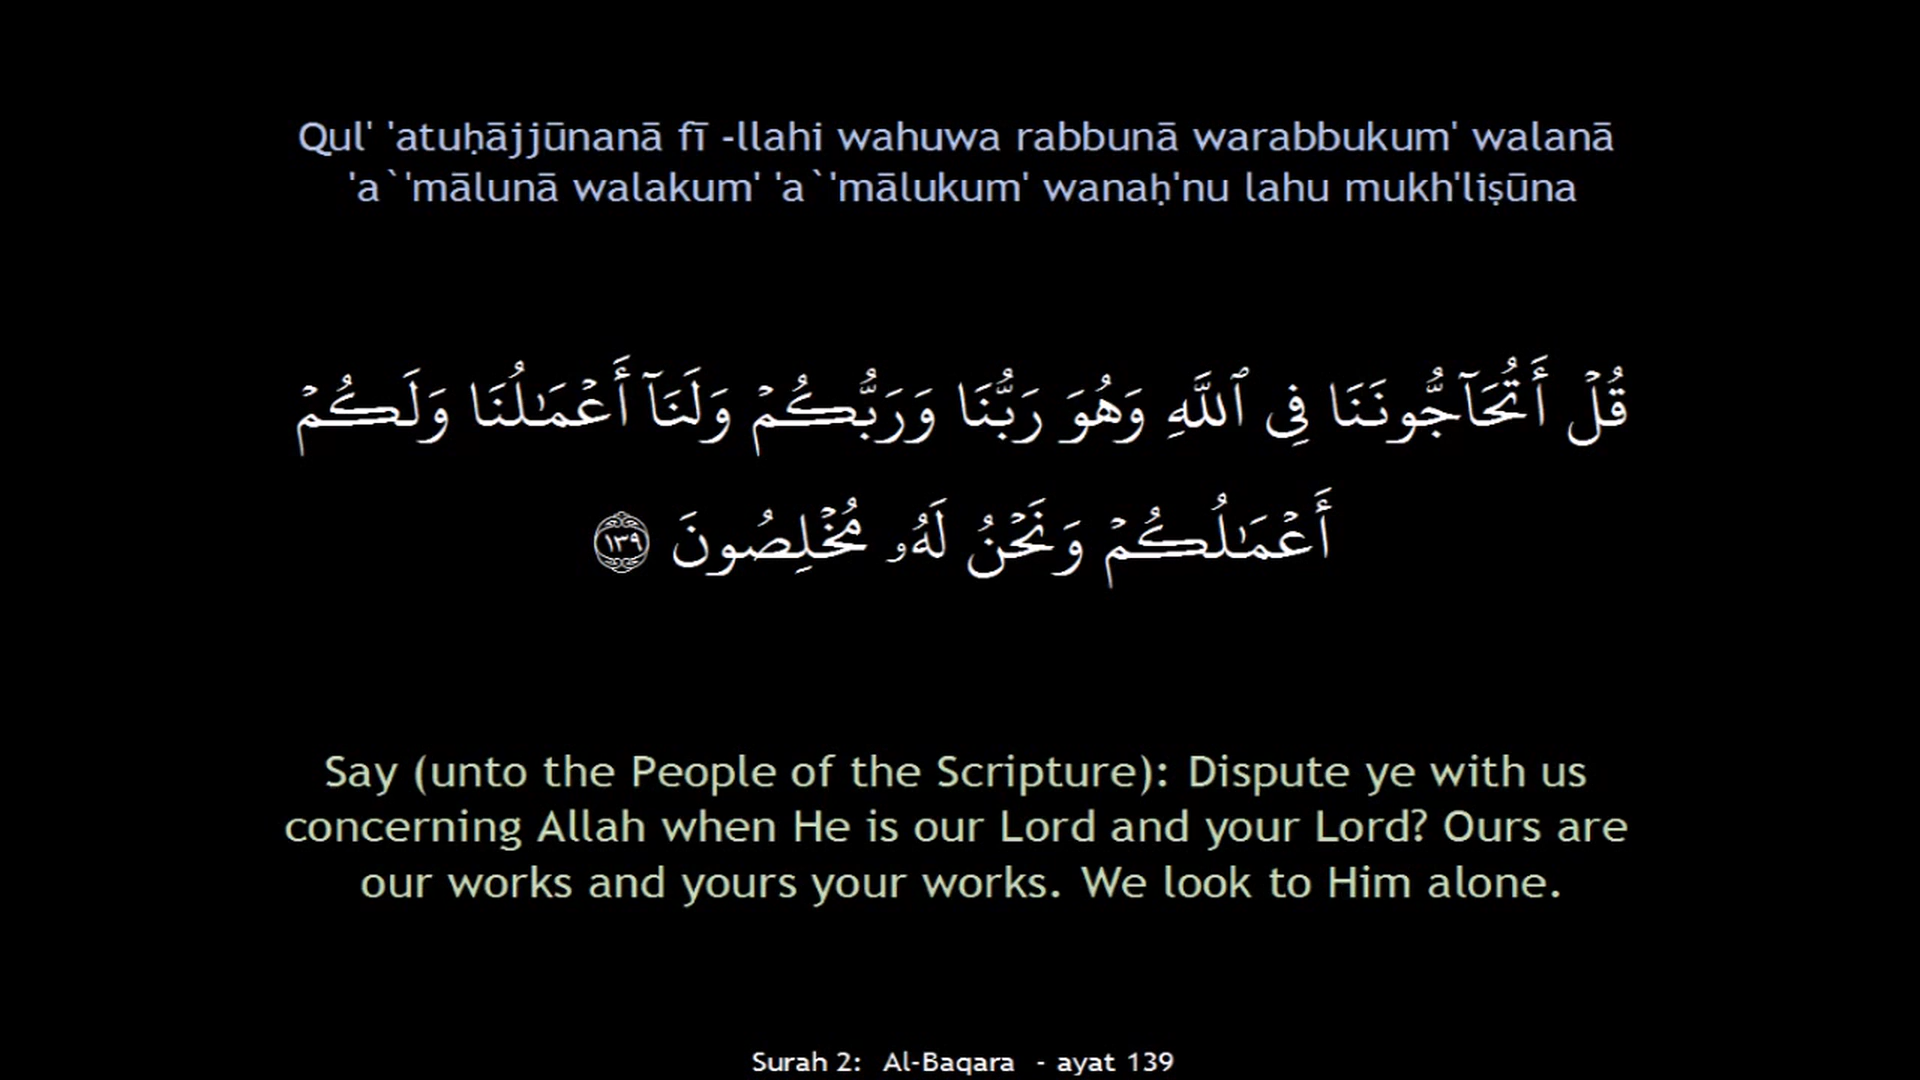 Qul' 'atuḥājjūnanā fī -llahi wahuwa rabbunā warabbukum' walanā
'a`'mālunā walakum' 'a`'mālukum' wanaḥ'nu lahu mukh'liṣūna
قُلۡ أَتُحَآجُّونَنَا فِى ٱللَّهِ وَهُوَ رَبُّنَا وَرَبُّكُمۡ وَلَنَآ أَعۡمَـٰلُنَا وَلَكُمۡ
أَعۡمَـٰلُكُمۡ وَنَحۡنُ لَهُۥ مُخۡلِصُونَ ١٣٩
Say (unto the People of the Scripture): Dispute ye with us
concerning Allah when He is our Lord and your Lord? Ours are
our works and yours your works. We look to Him alone.
Surah 2: Al-Baqara - ayat 139